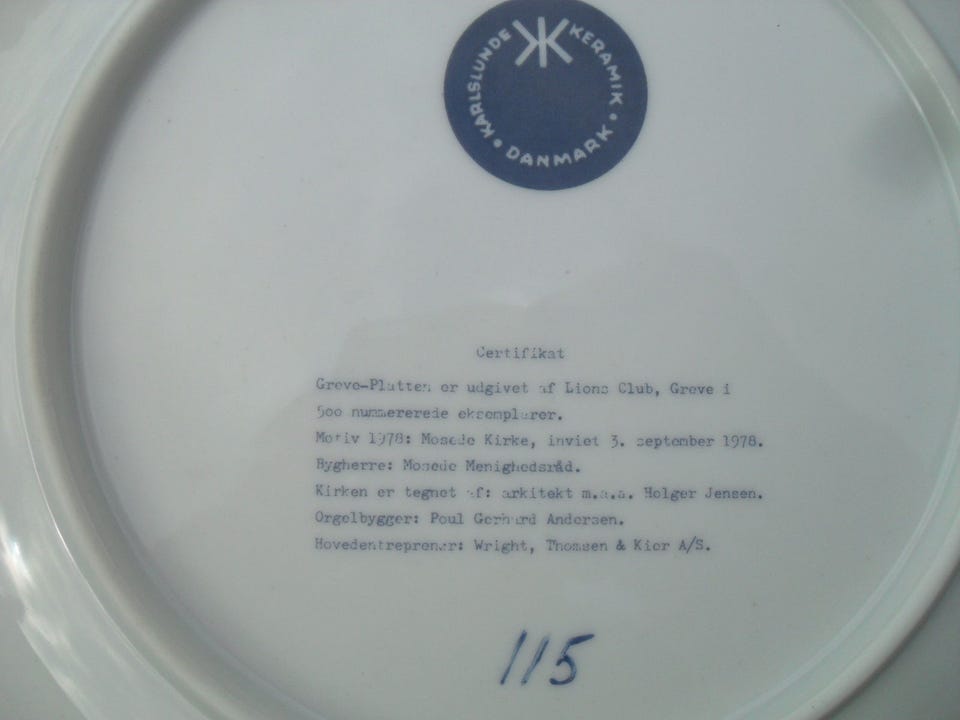 KARLSLUNDE KERAMIK • DANMARK •
Certifikat
Greve-Platten er udgivet af Lions Club, Greve i
500 nummererede eksemplarer.
Motiv 1978: Mosede Kirke, inviet 3. september 1978.
Bygherre: Mosede Menighedsråd.
Kirken er tegnet af: arkitekt m.a.a. Holger Jensen.
Orgelbygger: Poul Gerhard Andersen.
Hovedentreprenør: Wright, Thomsen & Kier A/S.
115